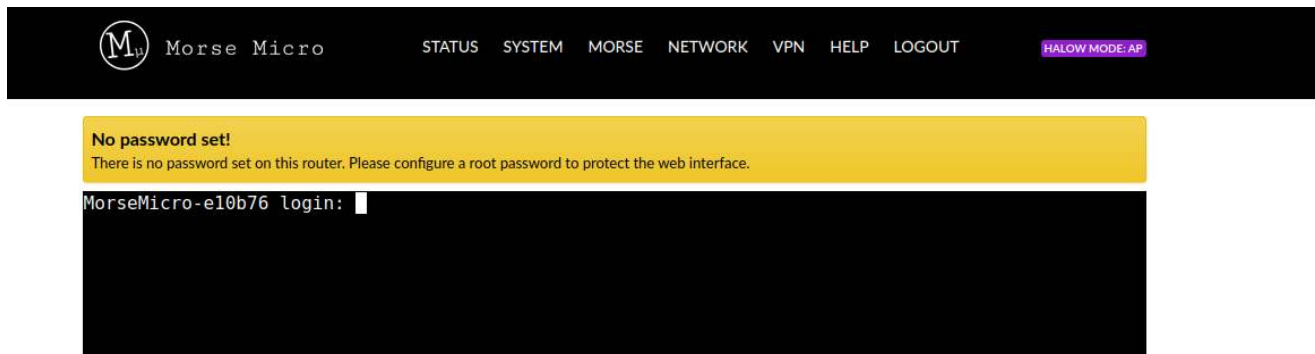 Mμ Morse Micro STATUS SYSTEM MORSE NETWORK VPN HELP LOGOUT HALOW MODE: AP
No password set!
There is no password set on this router. Please configure a root password to protect the web interface.
MorseMicro-e10b76 login: